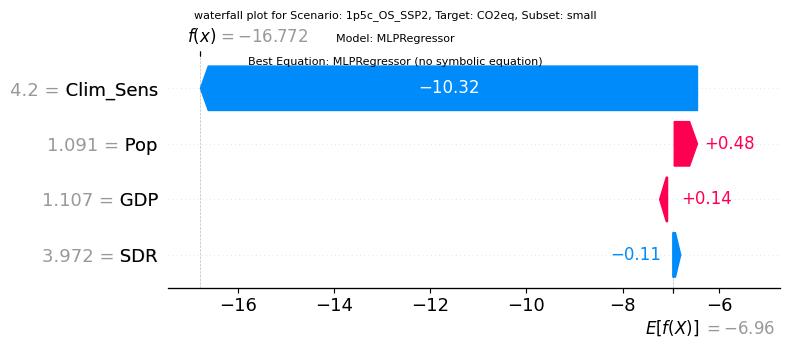 waterfall plot for Scenario: 1p5c_OS_SSP2, Target: CO2eq, Subset: small
f(x) = −16.772
Model: MLPRegressor
Best Equation: MLPRegressor (no symbolic equation)
4.2 = Clim_Sens
−10.32
1.091 = Pop
+0.48
1.107 = GDP
+0.14
3.972 = SDR
−0.11
−16 −14 −12 −10 −8 −6
E[f(X)] = −6.96